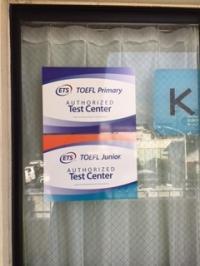 ETS TOEFL Primary
AUTHORIZED
Test Center
K
ETS TOEFL Junior
AUTHORIZED
Test Center